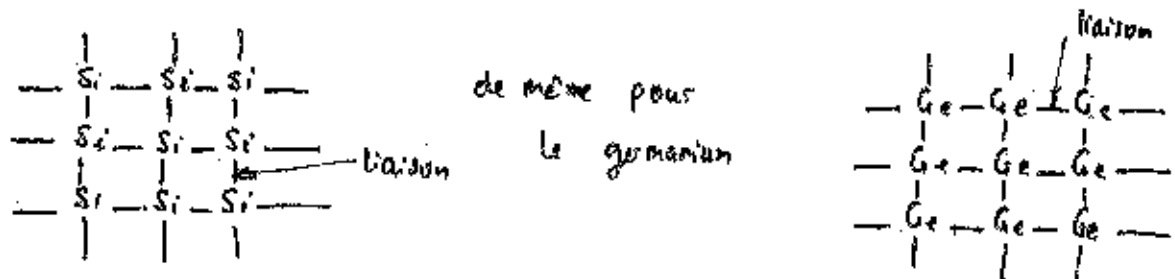 Si Si Si
Si Si Si
liaison
Si Si Si
de même pour
le germanium
liaison
Ge Ge Ge
Ge Ge Ge
Ge Ge Ge